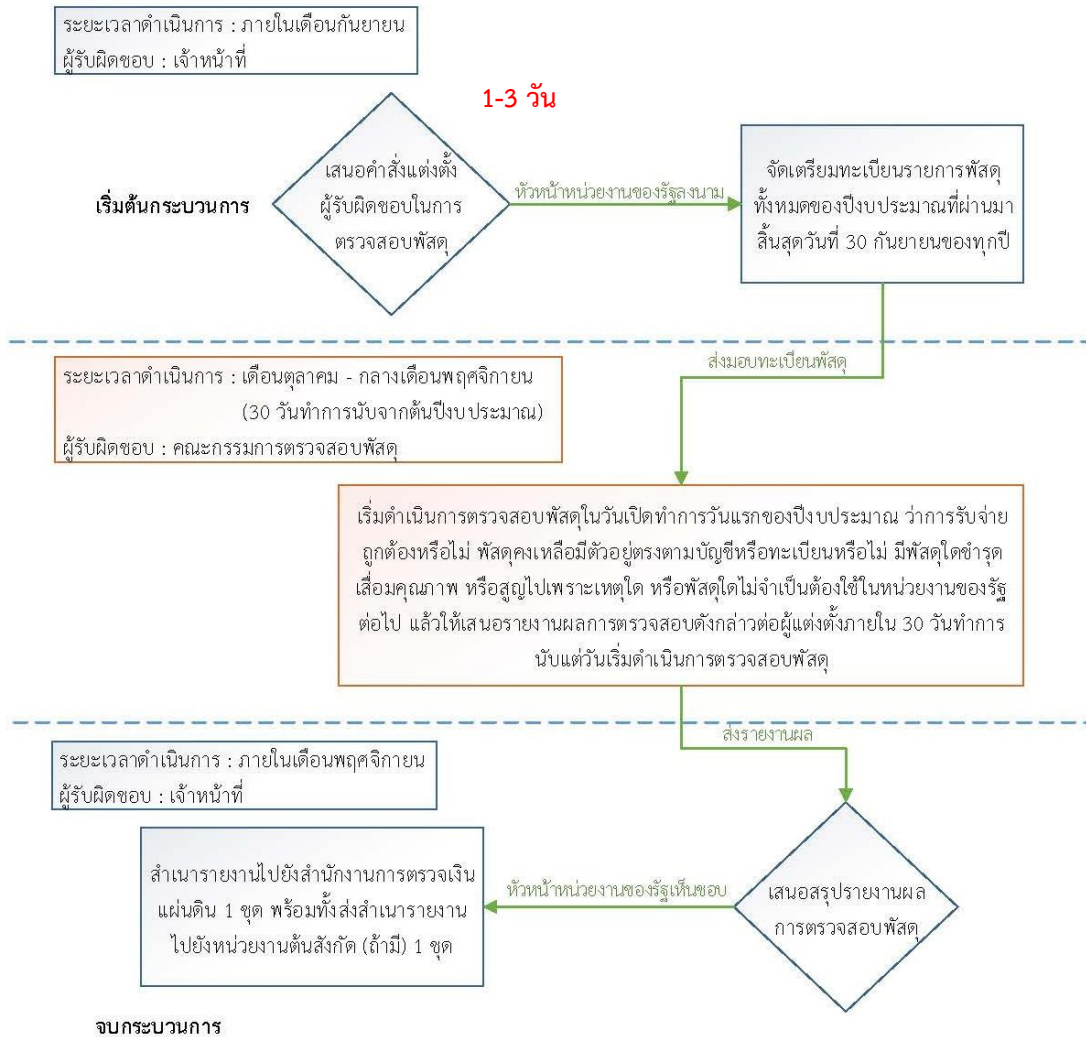 ระยะเวลาดำเนินการ : ภายในเดือนกันยายน
ผู้รับผิดชอบ : เจ้าหน้าที่
1-3 วัน
เริ่มต้นกระบวนการ
เสนอคำสั่งแต่งตั้ง
ผู้รับผิดชอบในการ
ตรวจสอบพัสดุ
หัวหน้าหน่วยงานของรัฐลงนาม
จัดเตรียมทะเบียนรายการพัสดุ
ทั้งหมดของปีงบประมาณที่ผ่านมา
สิ้นสุดวันที่ 30 กันยายนของทุกปี
ส่งมอบทะเบียนพัสดุ
ระยะเวลาดำเนินการ : เดือนตุลาคม - กลางเดือนพฤศจิกายน
(30 วันทำการนับจากต้นปีงบประมาณ)
ผู้รับผิดชอบ : คณะกรรมการตรวจสอบพัสดุ
เริ่มดำเนินการตรวจสอบพัสดุในวันเปิดทำการวันแรกของปีงบประมาณ ว่าการรับจ่าย
ถูกต้องหรือไม่ พัสดุคงเหลือมีตัวอยู่ตรงตามบัญชีหรือทะเบียนหรือไม่ มีพัสดุใดชำรุด
เสื่อมคุณภาพ หรือสูญไปเพราะเหตุใด หรือพัสดุใดไม่จำเป็นต้องใช้ในหน่วยงานของรัฐ
ต่อไป แล้วให้เสนอรายงานผลการตรวจสอบดังกล่าวต่อผู้แต่งตั้งภายใน 30 วันทำการ
นับแต่วันเริ่มดำเนินการตรวจสอบพัสดุ
ส่งรายงานผล
ระยะเวลาดำเนินการ : ภายในเดือนพฤศจิกายน
ผู้รับผิดชอบ : เจ้าหน้าที่
เสนอสรุปรายงานผล
การตรวจสอบพัสดุ
หัวหน้าหน่วยงานของรัฐเห็นชอบ
สำเนารายงานไปยังสำนักงานการตรวจเงิน
แผ่นดิน 1 ชุด พร้อมทั้งส่งสำเนารายงาน
ไปยังหน่วยงานต้นสังกัด (ถ้ามี) 1 ชุด
จบกระบวนการ